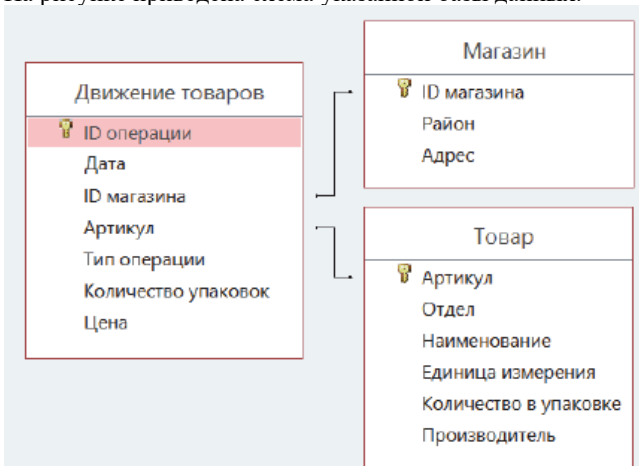 Движение товаров
ID операции
Дата
ID магазина
Артикул
Тип операции
Количество упаковок
Цена
Магазин
ID магазина
Район
Адрес
Товар
Артикул
Отдел
Наименование
Единица измерения
Количество в упаковке
Производитель